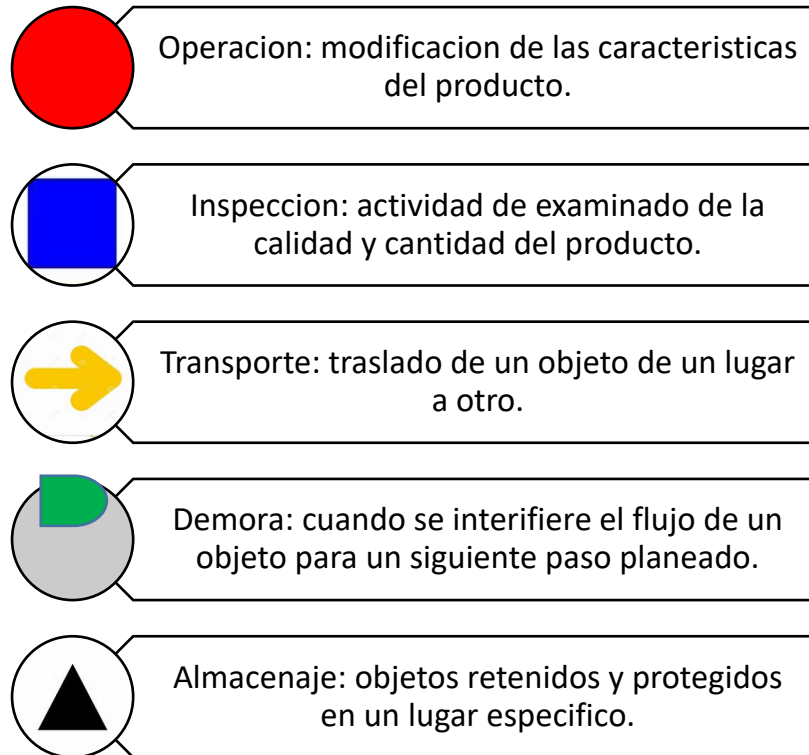 Operacion: modificacion de las caracteristicas
del producto.
Inspeccion: actividad de examinado de la
calidad y cantidad del producto.
Transporte: traslado de un objeto de un lugar
a otro.
Demora: cuando se interifiere el flujo de un
objeto para un siguiente paso planeado.
Almacenaje: objetos retenidos y protegidos
en un lugar especifico.